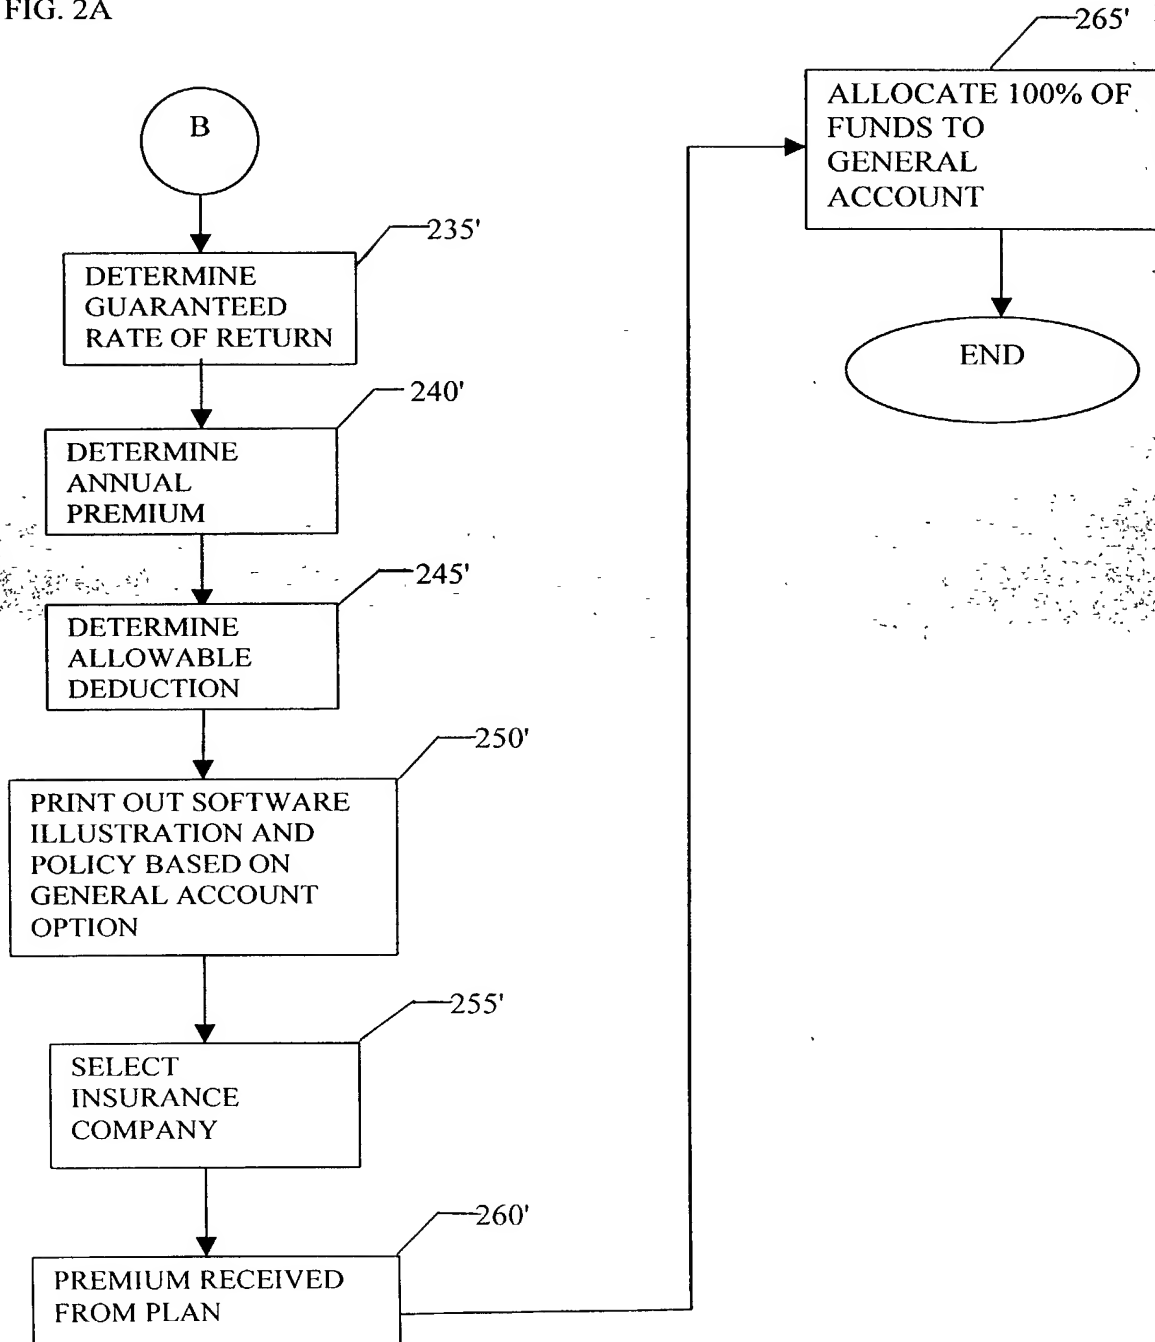 FIG. 2A
B
235'
DETERMINE
GUARANTEED
RATE OF RETURN
240'
DETERMINE
ANNUAL
PREMIUM
245'
DETERMINE
ALLOWABLE
DEDUCTION
250'
PRINT OUT SOFTWARE
ILLUSTRATION AND
POLICY BASED ON
GENERAL ACCOUNT
OPTION
255'
SELECT
INSURANCE
COMPANY
260'
PREMIUM RECEIVED
FROM PLAN
265'
ALLOCATE 100% OF
FUNDS TO
GENERAL
ACCOUNT
END